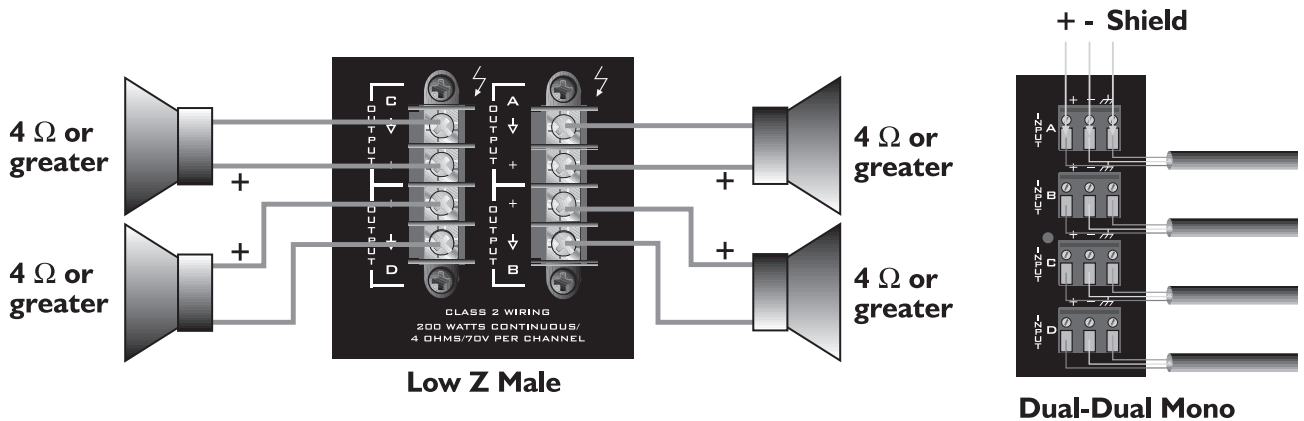 + - Shield
4 Ω or
greater
C
OUTPUT
+
+
OUTPUT
D
A
OUTPUT
+
+
OUTPUT
B
4 Ω or
greater
+
+
+
+
4 Ω or
greater
4 Ω or
greater
CLASS 2 WIRING
200 WATTS CONTINUOUS/
4 OHMS/70V PER CHANNEL
Low Z Male
+ -
INPUT A
+ -
INPUT B
+ -
INPUT C
+ -
INPUT D
Dual-Dual Mono